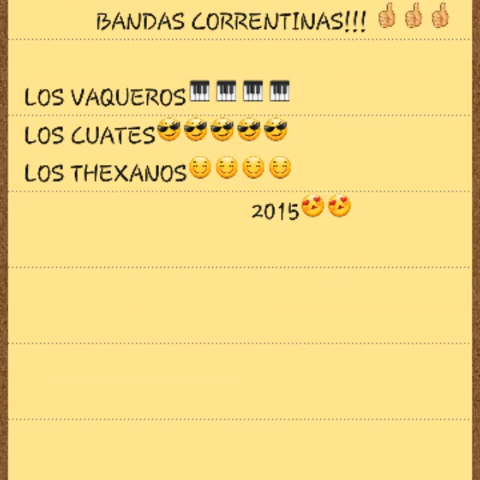 BANDAS CORRENTINAS!!! 👍👍👍
LOS VAQUEROS🎹🎹🎹🎹
LOS CUATES😎😎😎😎😎
LOS THEXANOS😏😏😏😏
2015😍😍